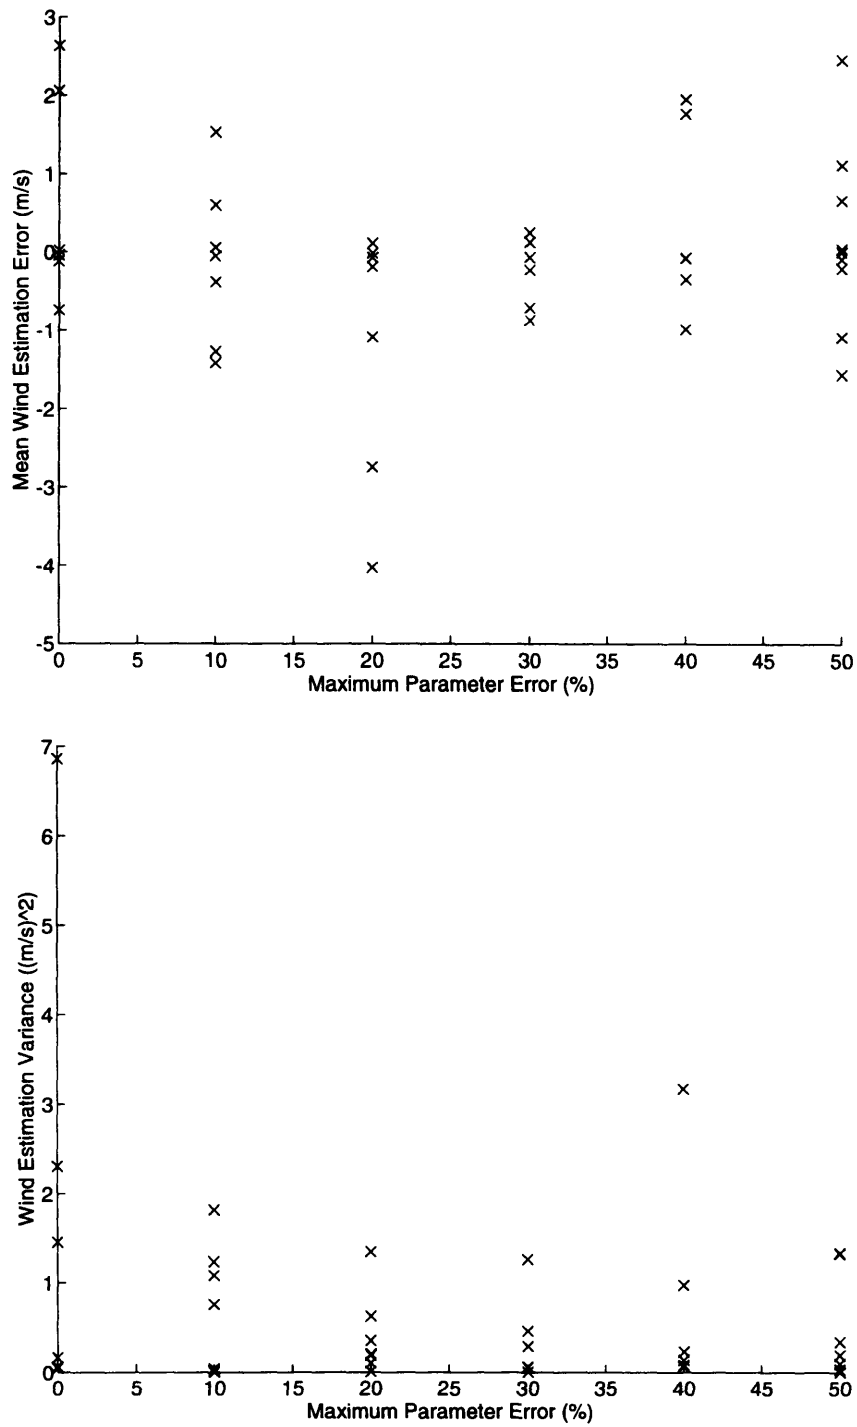 3
2
1
0
-1
-2
-3
-4
-5
Mean Wind Estimation Error (m/s)
0 5 10 15 20 25 30 35 40 45 50
Maximum Parameter Error (%)
7
6
5
4
3
2
1
0
Wind Estimation Variance ((m/s)^2)
0 5 10 15 20 25 30 35 40 45 50
Maximum Parameter Error (%)